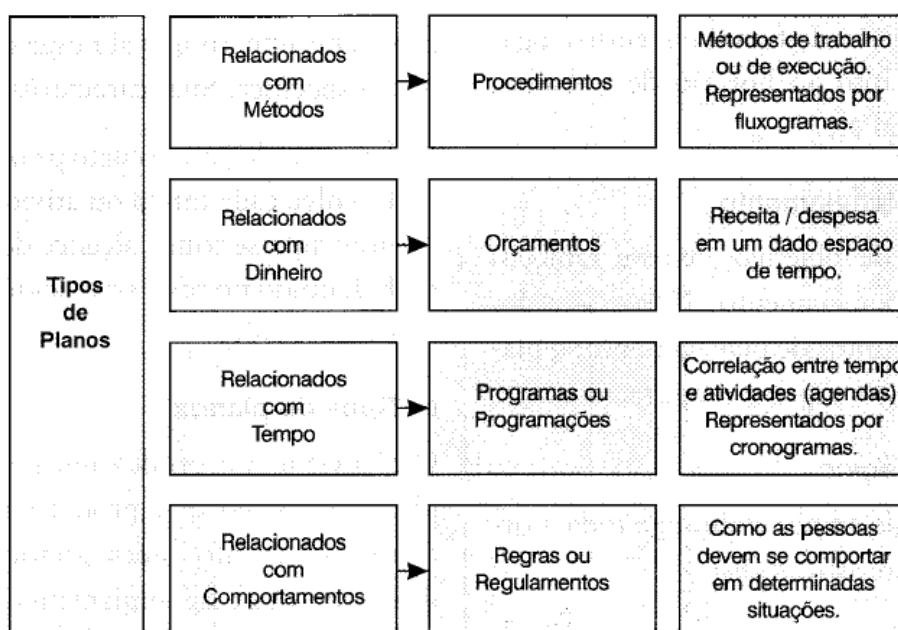 Tipos
de
Planos
Relacionados
com
Métodos
Procedimentos
Métodos de trabalho
ou de execução.
Representados por
fluxogramas.
Relacionados
com
Dinheiro
Orçamentos
Receita / despesa
em um dado espaço
de tempo.
Relacionados
com
Tempo
Programas ou
Programações
Correlação entre tempo
e atividades (agendas)
Representados por
cronogramas.
Relacionados
com
Comportamentos
Regras ou
Regulamentos
Como as pessoas
devem se comportar
em determinadas
situações.